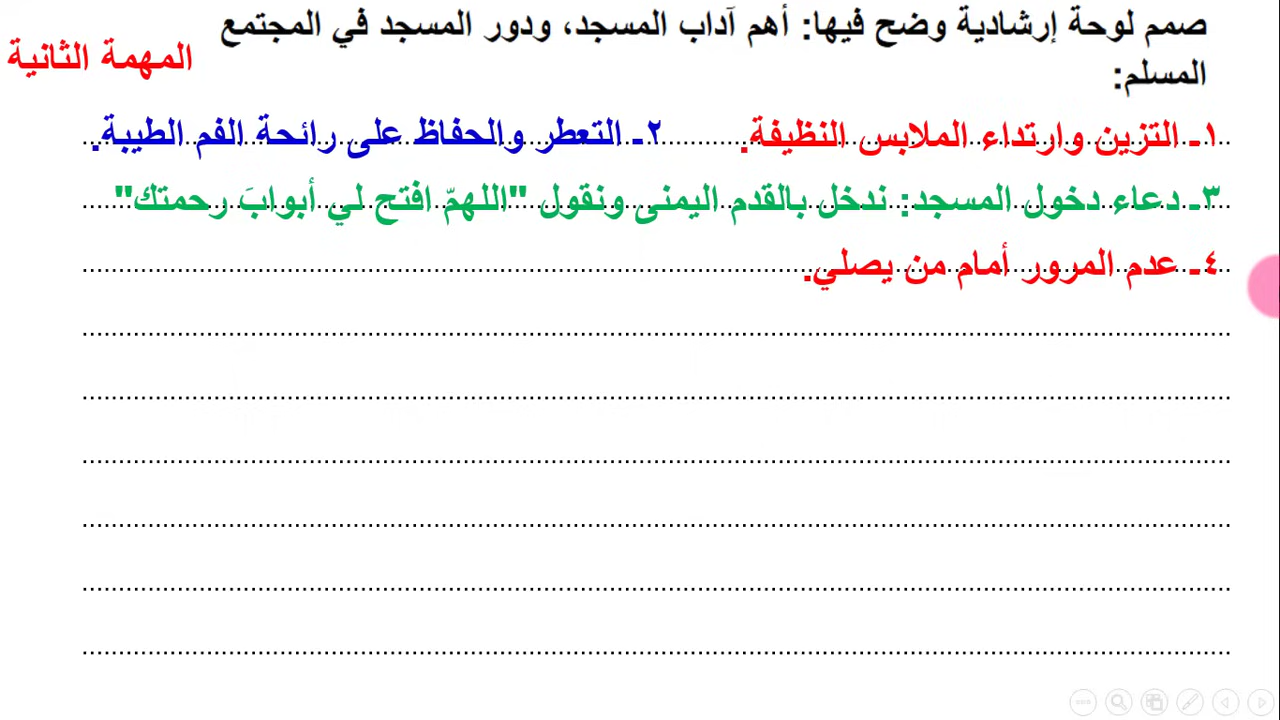 صمم لوحة إرشادية وضح فيها: أهم آداب المسجد، ودور المسجد في المجتمع
المسلم:
المهمة الثانية
١- التزين وارتداء الملابس النظيفة. ٢- التعطر والحفاظ على رائحة الفم الطيبة.
٣- دعاء دخول المسجد: ندخل بالقدم اليمنى ونقول "اللهمّ افتح لي أبوابَ رحمتك"
٤- عدم المرور أمام من يصلي.